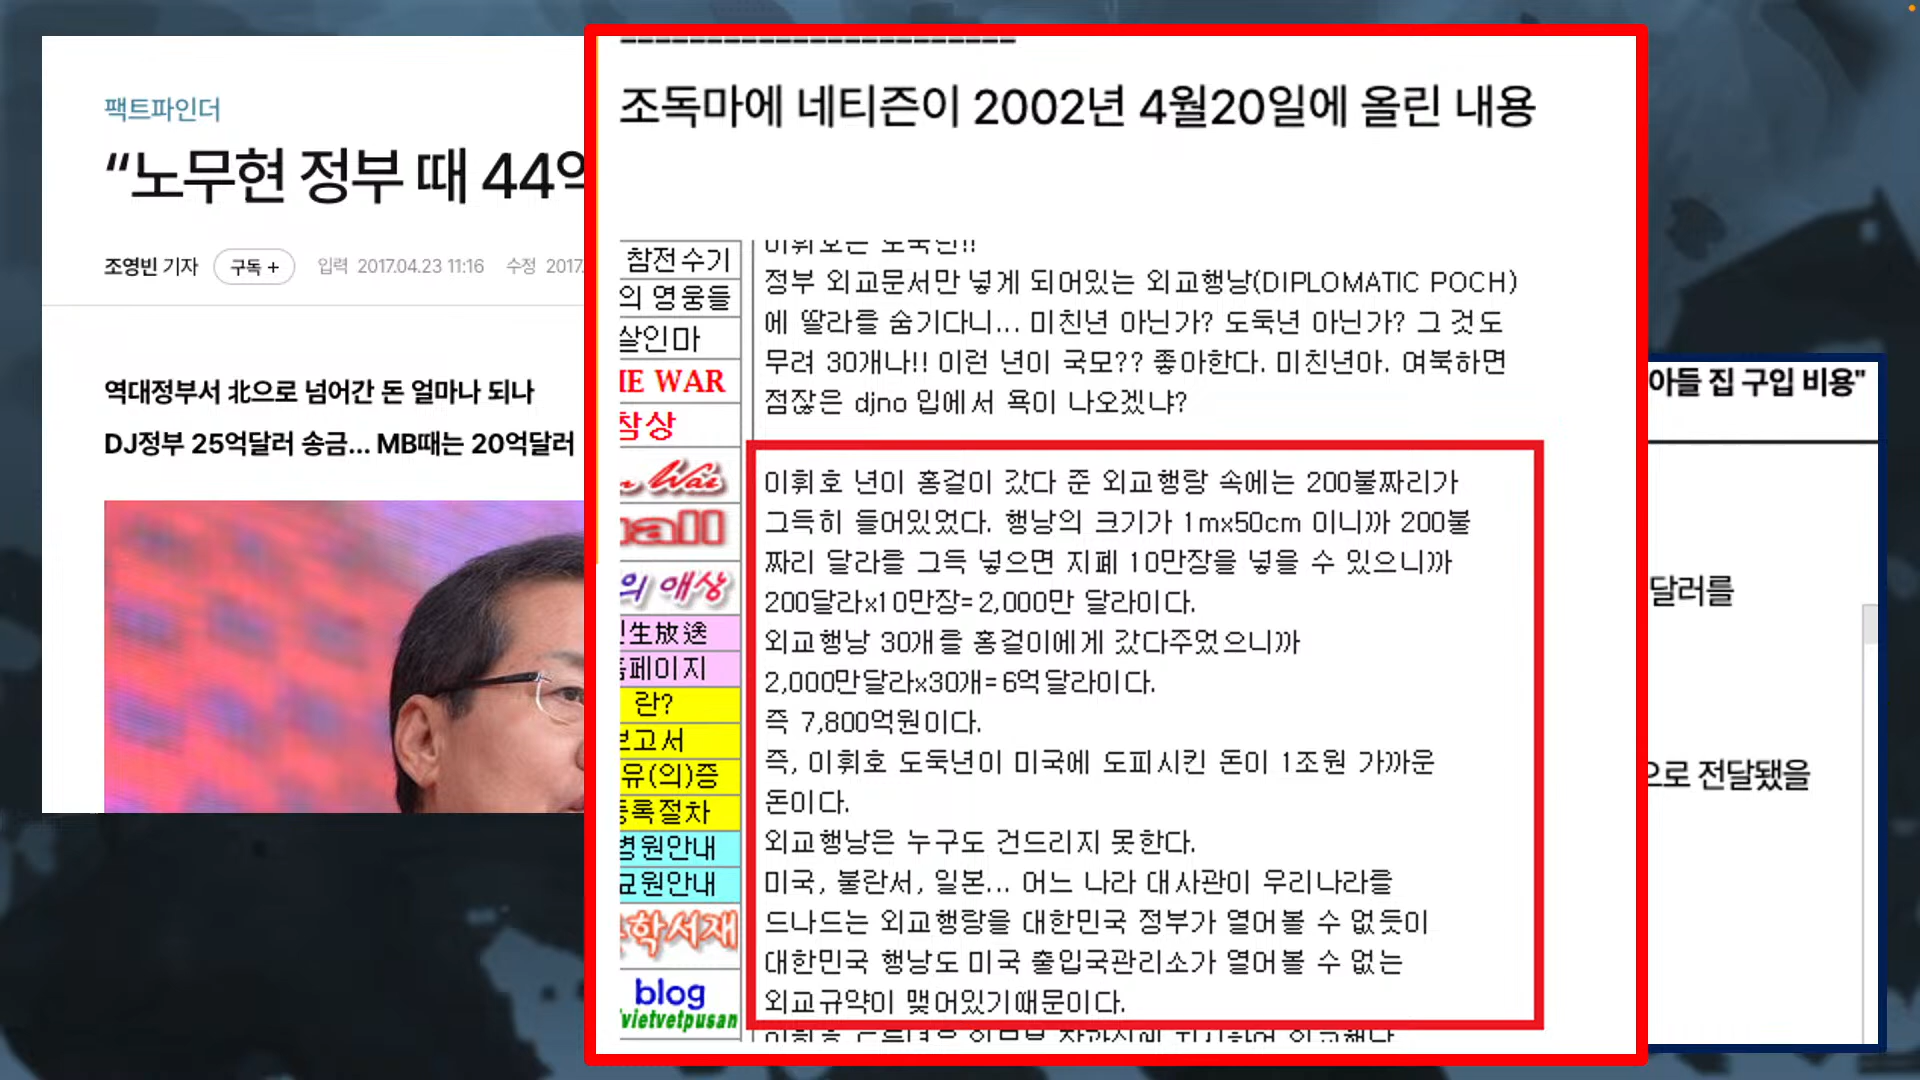 팩트파인더
“노무현 정부 때 44억
조영빈 기자 구독 + 입력 2017.04.23 11:16 수정 2017.
역대정부서 北으로 넘어간 돈 얼마나 되나
DJ정부 25억달러 송금... MB때는 20억달러
조독마에 네티즌이 2002년 4월20일에 올린 내용
참전수기
의 영웅들
살인마
HE WAR
참상
War
mall
의 애상
생放送
홈페이지
란?
보고서
유(의)증
등록절차
병원안내
교원안내
학서재
blog
vietvetpusan
이휘호는 도둑년!!
정부 외교문서만 넣게 되어있는 외교행낭(DIPLOMATIC POCH)
에 딸라를 숨기다니... 미친년 아닌가? 도둑년 아닌가? 그 것도
무려 30개나!! 이런 년이 국모?? 좋아한다. 미친년아. 여북하면
점잖은 djno 입에서 욕이 나오겠냐?
이휘호 년이 홍걸이 갔다 준 외교행랑 속에는 200불짜리가
그득히 들어있었다. 행낭의 크기가 1mx50cm 이니까 200불
짜리 달라를 그득 넣으면 지폐 10만장을 넣을 수 있으니까
200달라x10만장=2,000만 달라이다.
외교행낭 30개를 홍걸이에게 갔다주었으니까
2,000만달라x30개=6억달라이다.
즉 7,800억원이다.
즉, 이휘호 도둑년이 미국에 도피시킨 돈이 1조원 가까운
돈이다.
외교행낭은 누구도 건드리지 못한다.
미국, 불란서, 일본... 어느 나라 대사관이 우리나라를
드나드는 외교행랑을 대한민국 정부가 열어볼 수 없듯이
대한민국 행낭도 미국 출입국관리소가 열어볼 수 없는
외교규약이 맺어있기때문이다.
아들 집 구입 비용"
달러를
으로 전달됐을